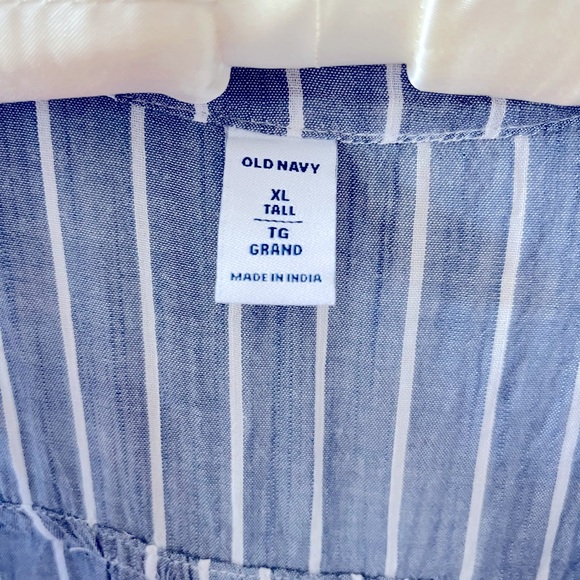 OLD NAVY
XL
TALL
TG
GRAND
MADE IN INDIA